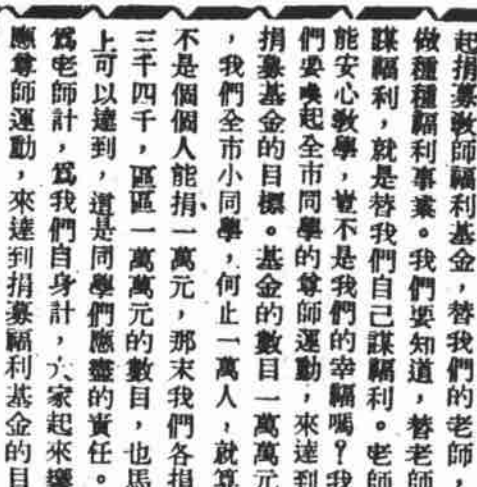 起捐募教師福利基金,替我們的老師,
做種種福利事業。我們要知道,替老師
謀福利,就是替我們自己謀福利。老師
能安心教學,豈不是我們的幸福嗎?我
們要喚起全市同學的尊師運動,來達到
捐募基金的目標。基金的數目一萬萬元
,我們全市小同學,何止一萬人,就算
不是個個人能捐一萬元,那末我們各捐
三千四千,區區一萬萬元的數目,也馬
上可以達到,這是同學們應盡的責任。
爲老師計,爲我們自身計,大家起來響
應尊師運動,來達到捐募福利基金的目